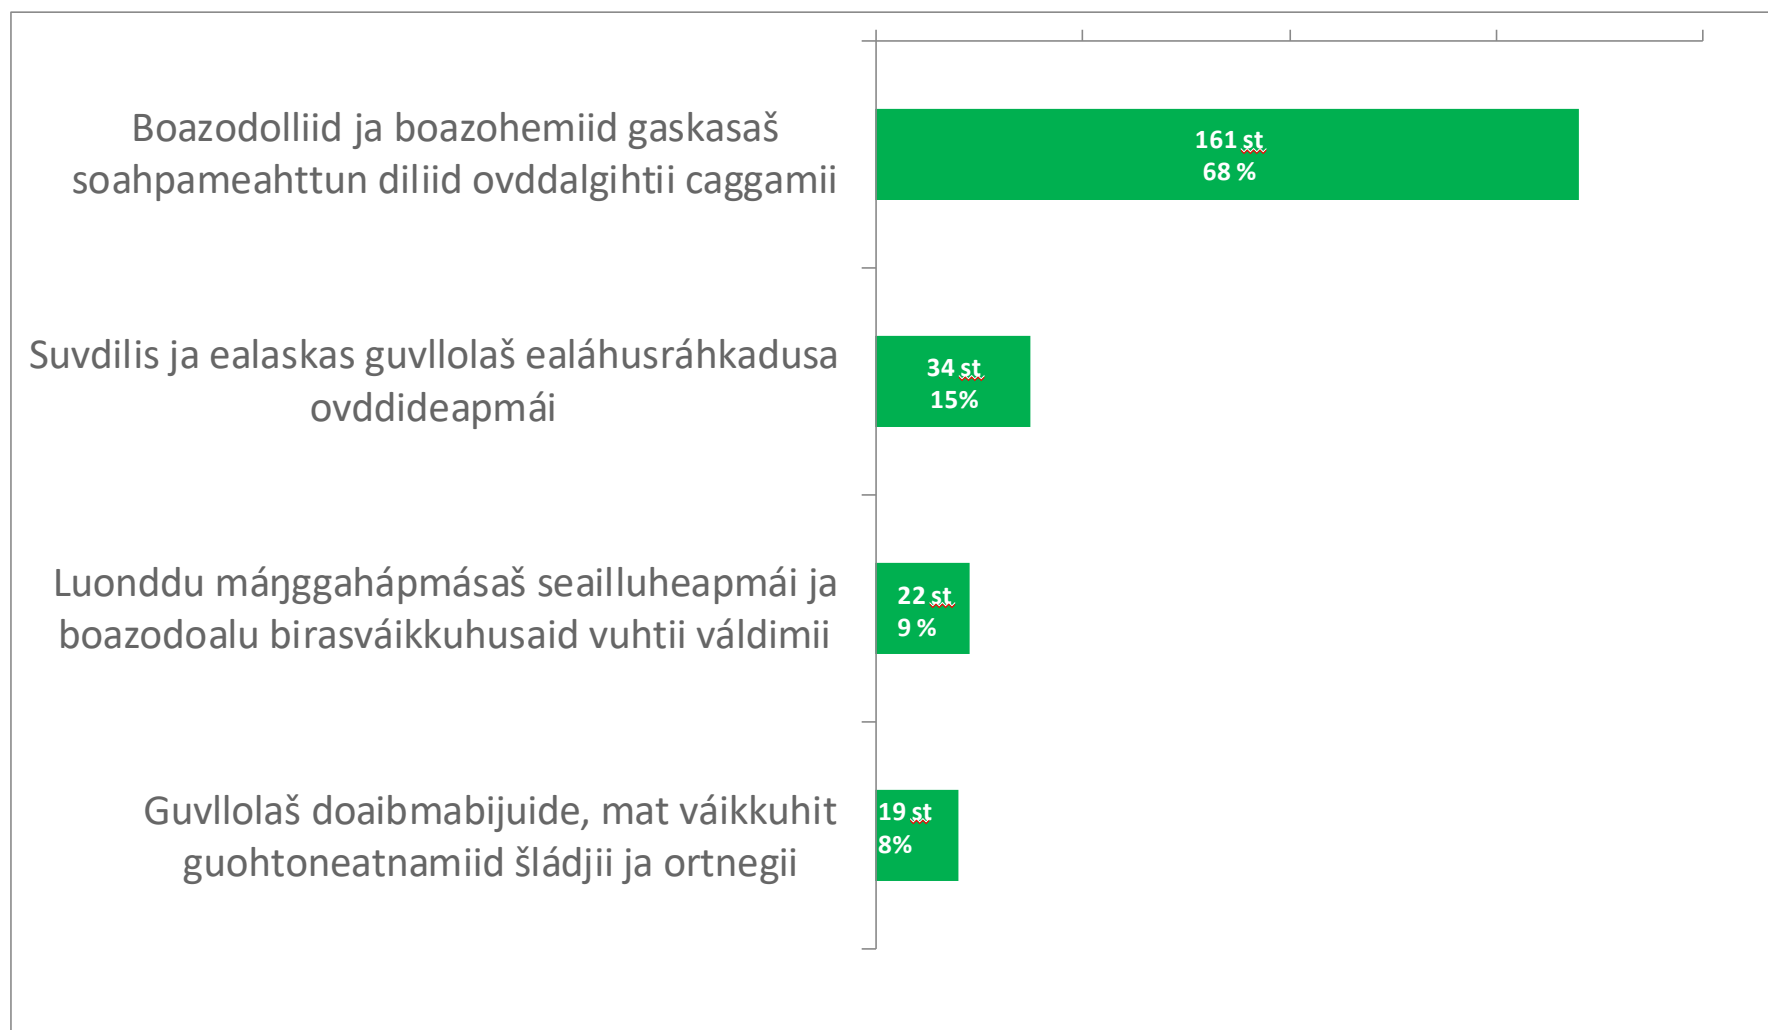 Boazodolliid ja boazohemiid gaskasaš
soahpameahttun diliid ovddalgihtii caggamii
161 st
68 %
Suvdilis ja ealaskas guvllolaš ealáhusráhkadusa
ovddideapmái
34 st
15%
Luonddu máŋggahápmásaš seailluheapmái ja
boazodoalu birasváikkuhusaid vuhtii váldimii
22 st
9 %
Guvllolaš doaibmabijuide, mat váikkuhit
guohtoneatnamiid šládjii ja ortnegii
19 st
8%